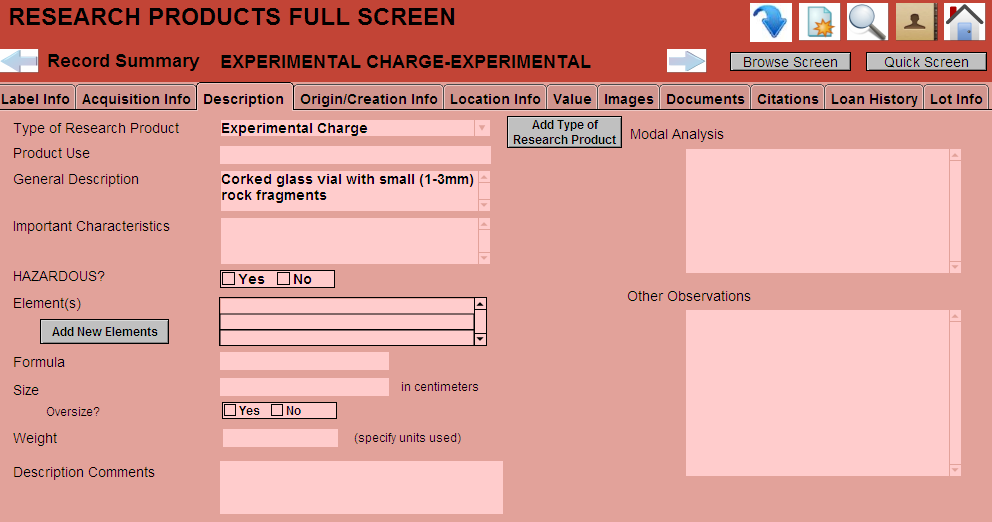 RESEARCH PRODUCTS FULL SCREEN
Record Summary EXPERIMENTAL CHARGE-EXPERIMENTAL
Browse Screen Quick Screen
Label Info Acquisition Info Description Origin/Creation Info Location Info Value Images Documents Citations Loan History Lot Info
Type of Research Product Experimental Charge
Add Type of
Research Product
Modal Analysis
Product Use
General Description Corked glass vial with small (1-3mm)
rock fragments
Important Characteristics
HAZARDOUS? Yes No
Element(s)
Other Observations
Add New Elements
Formula
Size in centimeters
Oversize? Yes No
Weight (specify units used)
Description Comments